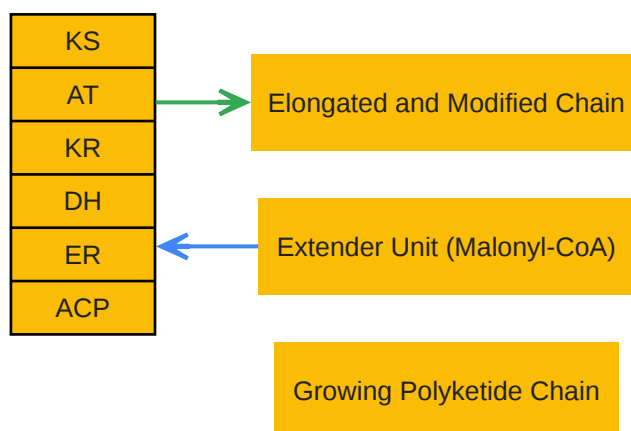 KS
AT
KR
DH
ER
ACP
Elongated and Modified Chain
Extender Unit (Malonyl-CoA)
Growing Polyketide Chain